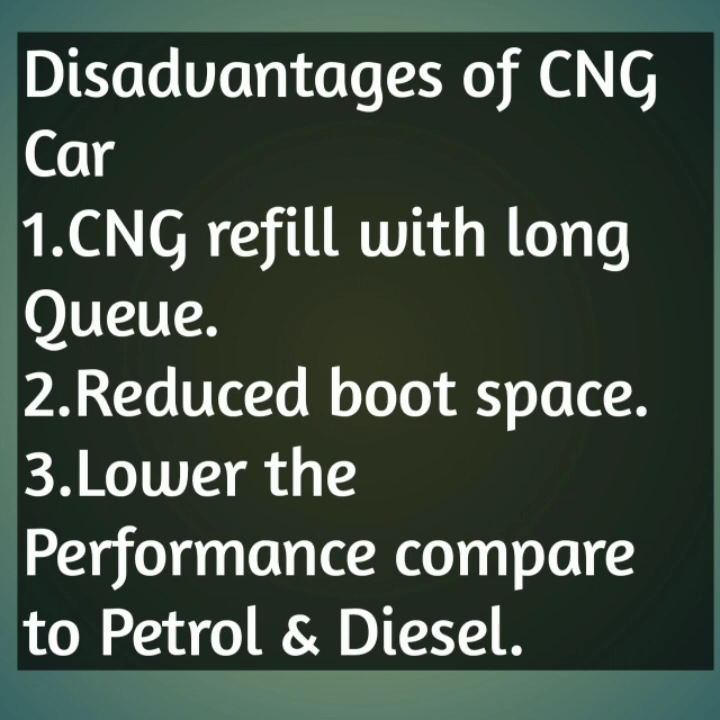 Disadvantages of CNG
Car
1.CNG refill with long
Queue.
2.Reduced boot space.
3.Lower the
Performance compare
to Petrol & Diesel.